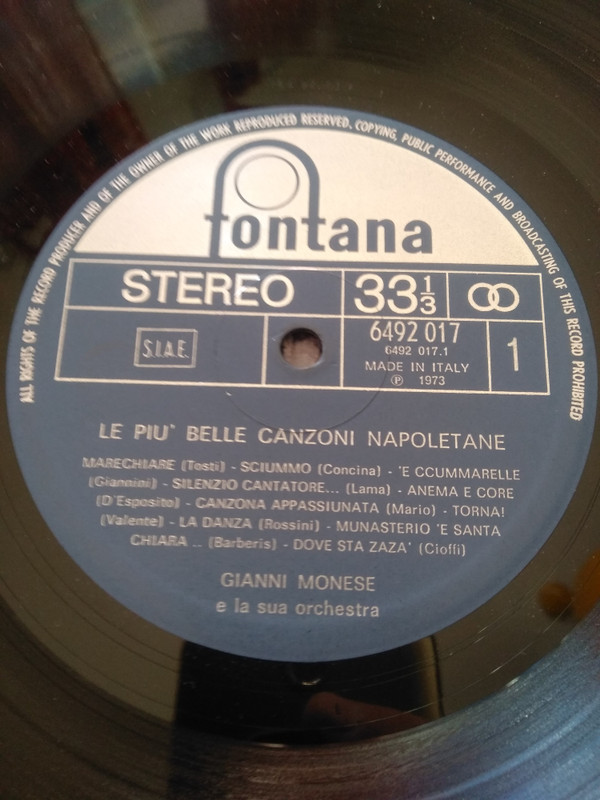 ALL RIGHTS OF THE RECORD PRODUCER AND OF THE OWNER OF THE WORK REPRODUCED RESERVED. COPYING, PUBLIC PERFORMANCE AND BROADCASTING OF THIS RECORD PROHIBITED
fontana
STEREO 33 1/3
S.I.A.E. 6492 017 1
6492 017.1
MADE IN ITALY
℗ 1973
LE PIU' BELLE CANZONI NAPOLETANE
MARECHIARE (Tosti) - SCIUMMO (Concina) - 'E CCUMMARELLE
(Giannini) - SILENZIO CANTATORE... (Lama) - ANEMA E CORE
(D'Esposito) - CANZONA APPASSIUNATA (Mario) - TORNA!
(Valente) - LA DANZA (Rossini) - MUNASTERIO 'E SANTA
CHIARA .. (Barberis) - DOVE STA ZAZA' (Cioffi)
GIANNI MONESE
e la sua orchestra